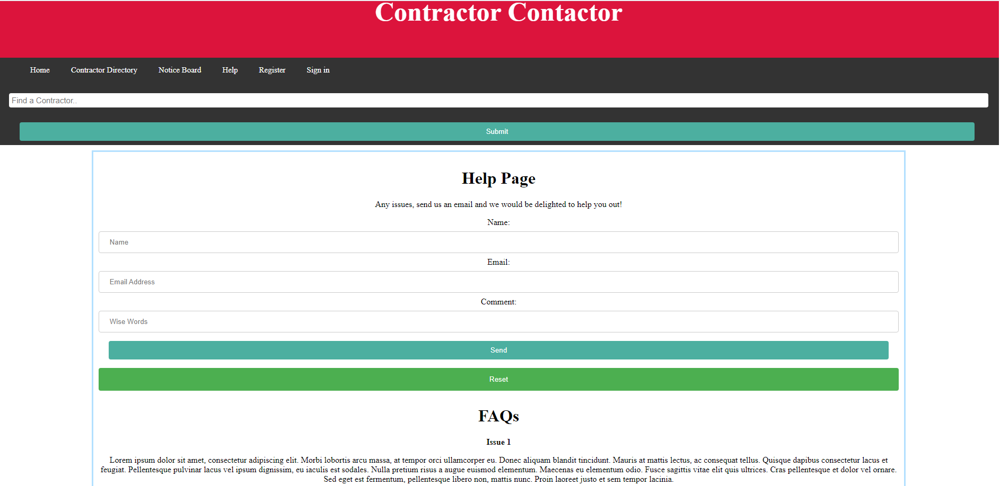 Contractor Contactor
Home Contractor Directory Notice Board Help Register Sign in
Find a Contractor..
Submit
Help Page
Any issues, send us an email and we would be delighted to help you out!
Name:
Name
Email:
Email Address
Comment:
Wise Words
Send
Reset
FAQs
Issue 1
Lorem ipsum dolor sit amet, consectetur adipiscing elit. Morbi lobortis arcu massa, at tempor orci ullamcorper eu. Donec aliquam blandit tincidunt. Mauris at mattis lectus, ac consequat tellus. Quisque dapibus consectetur lacus et
feugiat. Pellentesque pulvinar lacus vel ipsum dignissim, eu iaculis est sodales. Nulla pretium risus a augue euismod elementum. Maecenas eu elementum odio. Fusce sagittis vitae elit quis ultrices. Cras pellentesque et dolor vel ornare.
Sed eget est fermentum, pellentesque libero non, mattis nunc. Proin laoreet justo et sem tempor lacinia.